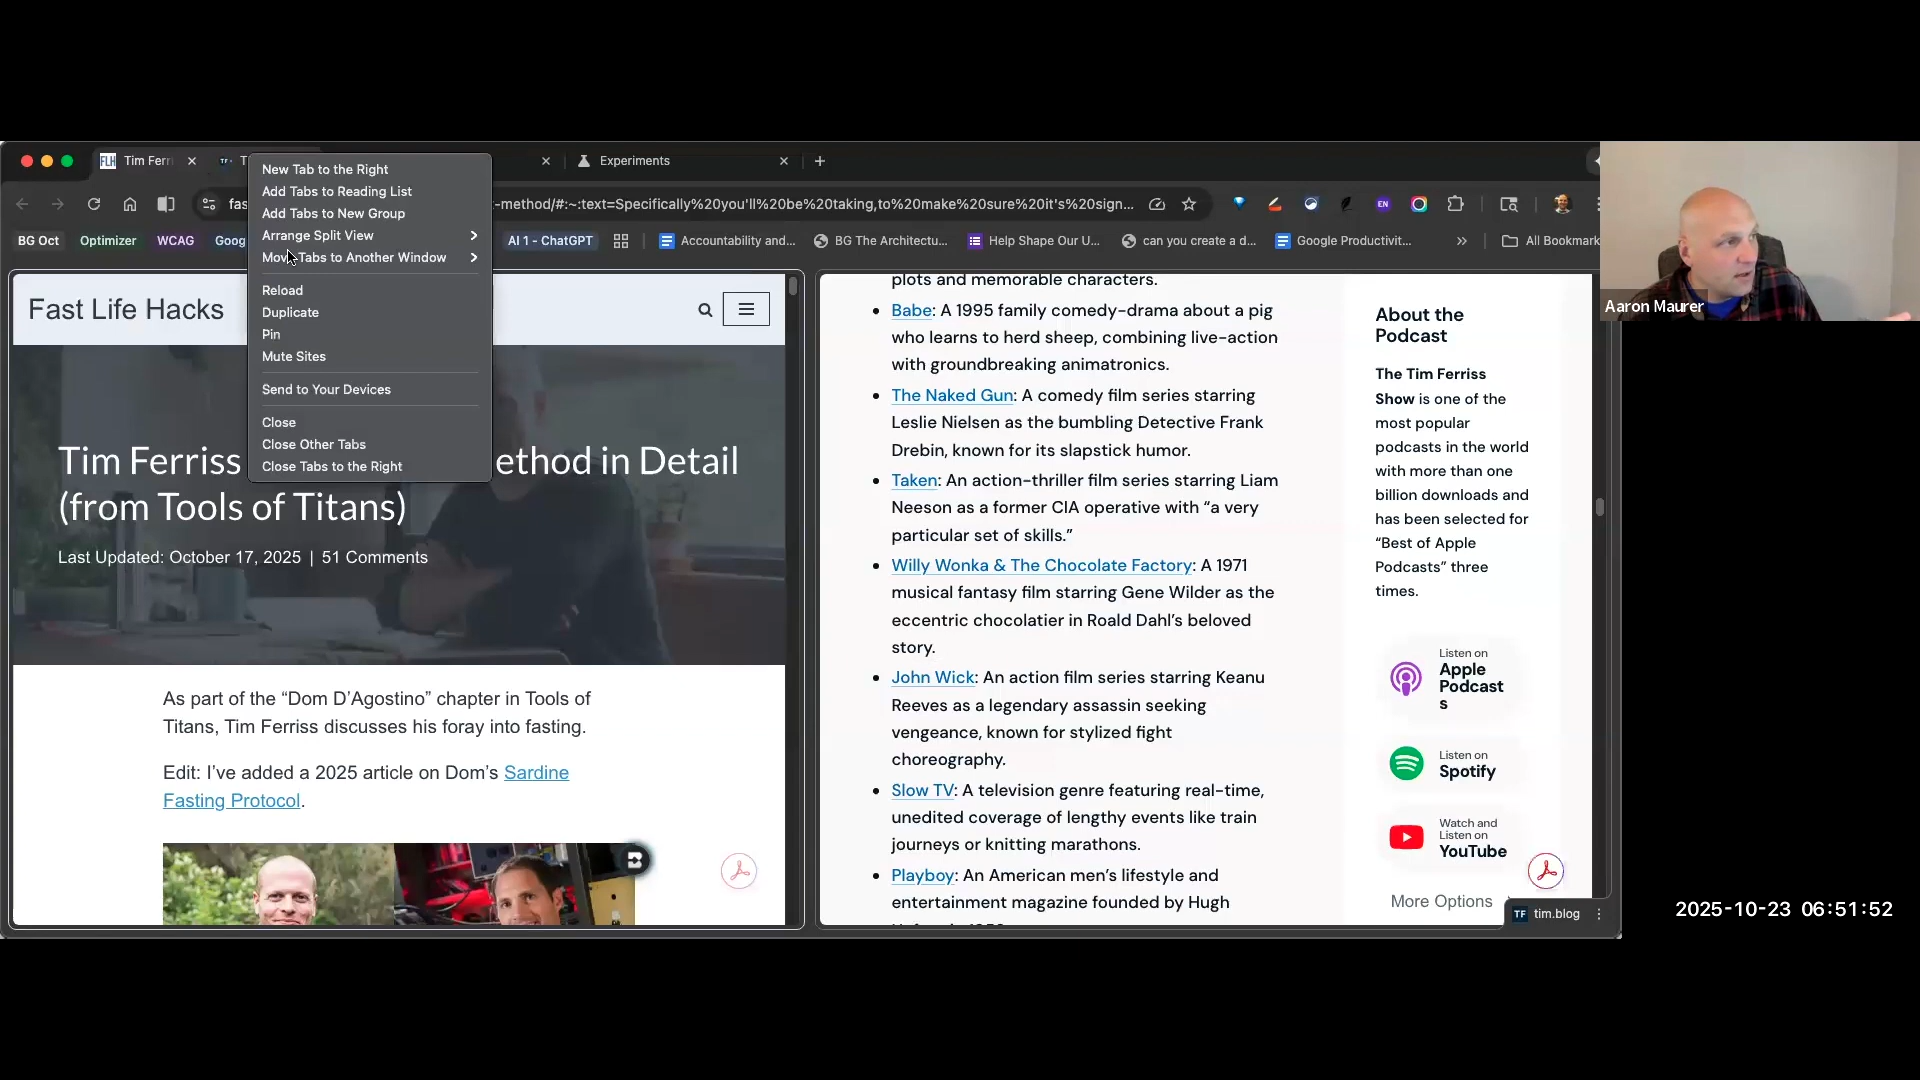 FLH Tim Ferr
TF
T
Experiments
fas
-method/#:~:text=Specifically%20you'll%20be%20taking,to%20make%20sure%20it's%20sign...
EN
BG Oct
Optimizer
WCAG
Goog
AI 1 - ChatGPT
Accountability and...
BG The Architectu...
Help Shape Our U...
can you create a d...
Google Productivit...
»
All Bookmark
New Tab to the Right
Add Tabs to Reading List
Add Tabs to New Group
Arrange Split View
Move Tabs to Another Window
Reload
Duplicate
Pin
Mute Sites
Send to Your Devices
Close
Close Other Tabs
Close Tabs to the Right
Fast Life Hacks
Tim Ferriss ethod in Detail
(from Tools of Titans)
Last Updated: October 17, 2025 | 51 Comments
As part of the “Dom D’Agostino” chapter in Tools of
Titans, Tim Ferriss discusses his foray into fasting.
Edit: I’ve added a 2025 article on Dom’s Sardine
Fasting Protocol.
plots and memorable characters.
• Babe: A 1995 family comedy-drama about a pig
who learns to herd sheep, combining live-action
with groundbreaking animatronics.
• The Naked Gun: A comedy film series starring
Leslie Nielsen as the bumbling Detective Frank
Drebin, known for its slapstick humor.
• Taken: An action-thriller film series starring Liam
Neeson as a former CIA operative with “a very
particular set of skills.”
• Willy Wonka & The Chocolate Factory: A 1971
musical fantasy film starring Gene Wilder as the
eccentric chocolatier in Roald Dahl’s beloved
story.
• John Wick: An action film series starring Keanu
Reeves as a legendary assassin seeking
vengeance, known for stylized fight
choreography.
• Slow TV: A television genre featuring real-time,
unedited coverage of lengthy events like train
journeys or knitting marathons.
• Playboy: An American men’s lifestyle and
entertainment magazine founded by Hugh
About the
Podcast
The Tim Ferriss
Show is one of the
most popular
podcasts in the world
with more than one
billion downloads and
has been selected for
“Best of Apple
Podcasts” three
times.
Listen on
Apple
Podcast
s
Listen on
Spotify
Watch and
Listen on
YouTube
More Options
TF tim.blog
Aaron Maurer
2025-10-23 06:51:52